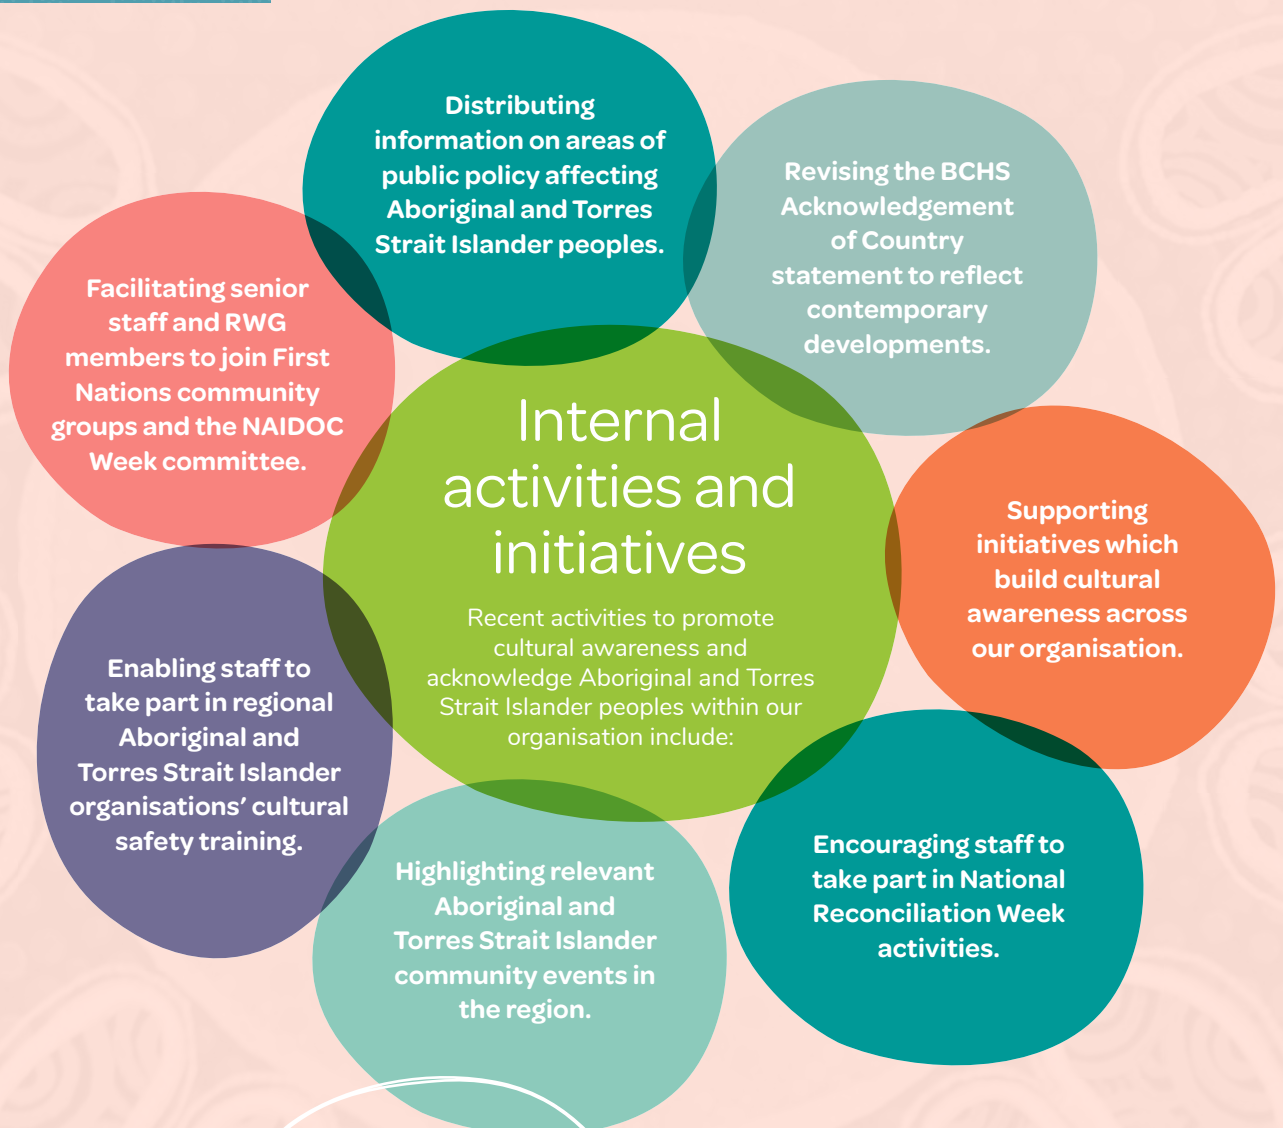 Distributing
information on areas of
public policy affecting
Aboriginal and Torres
Strait Islander peoples.
Revising the BCHS
Acknowledgement
of Country
statement to reflect
contemporary
developments.
Facilitating senior
staff and RWG
members to join First
Nations community
groups and the NAIDOC
Week committee.
Internal
activities and
initiatives
Recent activities to promote
cultural awareness and
acknowledge Aboriginal and Torres
Strait Islander peoples within our
organisation include:
Supporting
initiatives which
build cultural
awareness across
our organisation.
Enabling staff to
take part in regional
Aboriginal and
Torres Strait Islander
organisations’ cultural
safety training.
Highlighting relevant
Aboriginal and
Torres Strait Islander
community events in
the region.
Encouraging staff to
take part in National
Reconciliation Week
activities.